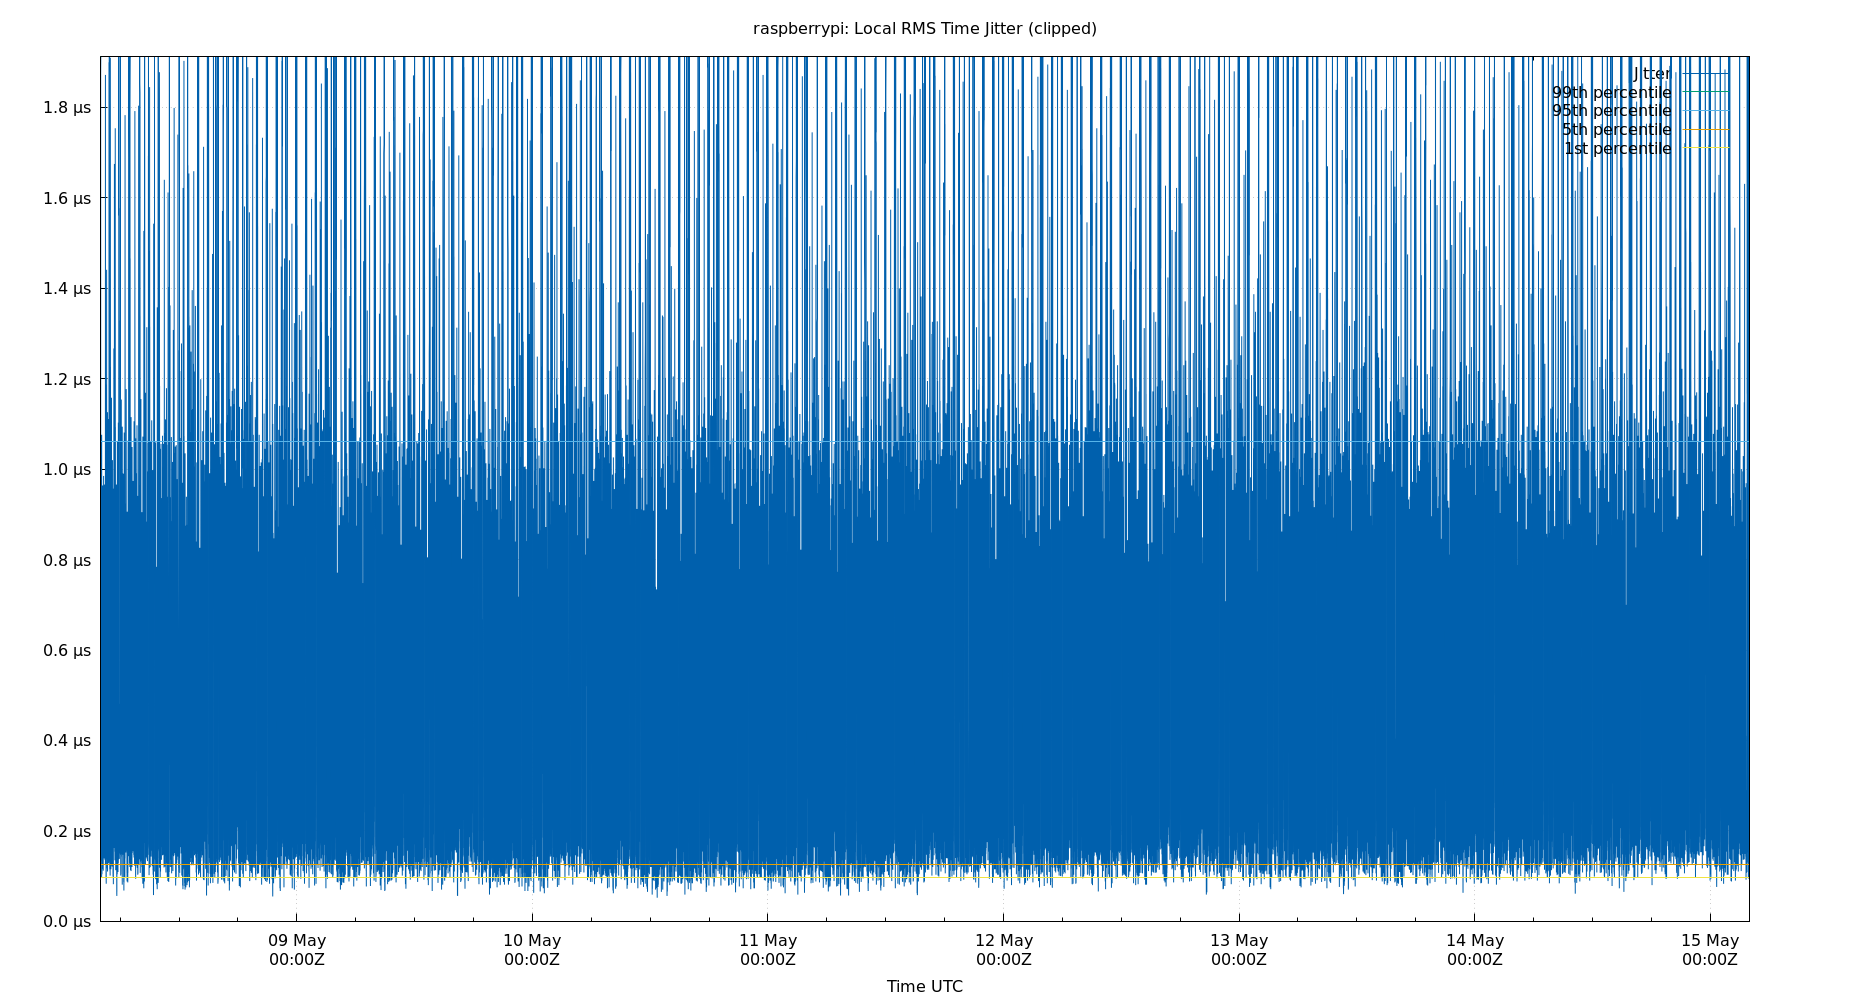 raspberrypi: Local RMS Time Jitter (clipped)
Jitter
99th percentile
95th percentile
5th percentile
1st percentile
1.8 µs
1.6 µs
1.4 µs
1.2 µs
1.0 µs
0.8 µs
0.6 µs
0.4 µs
0.2 µs
0.0 µs
09 May 10 May 11 May 12 May 13 May 14 May 15 May
00:00Z 00:00Z 00:00Z 00:00Z 00:00Z 00:00Z 00:00Z
Time UTC